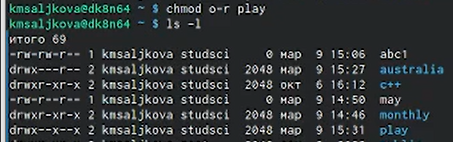 kmsaljkova@dk8n64 ~ $ chmod o-r play
kmsaljkova@dk8n64 ~ $ ls -l
итого 69
-rw-rw-r-- 1 kmsaljkova studsci 0 мар 9 15:06 abc1
drwx---r-- 2 kmsaljkova studsci 2048 мар 9 15:27 australia
drwxr-xr-x 2 kmsaljkova studsci 2048 окт 6 16:12 c++
-rw-r--r-- 1 kmsaljkova studsci 0 мар 9 14:50 may
drwxr-xr-x 2 kmsaljkova studsci 2048 мар 9 14:46 monthly
drwx--x--x 2 kmsaljkova studsci 2048 мар 9 15:31 play